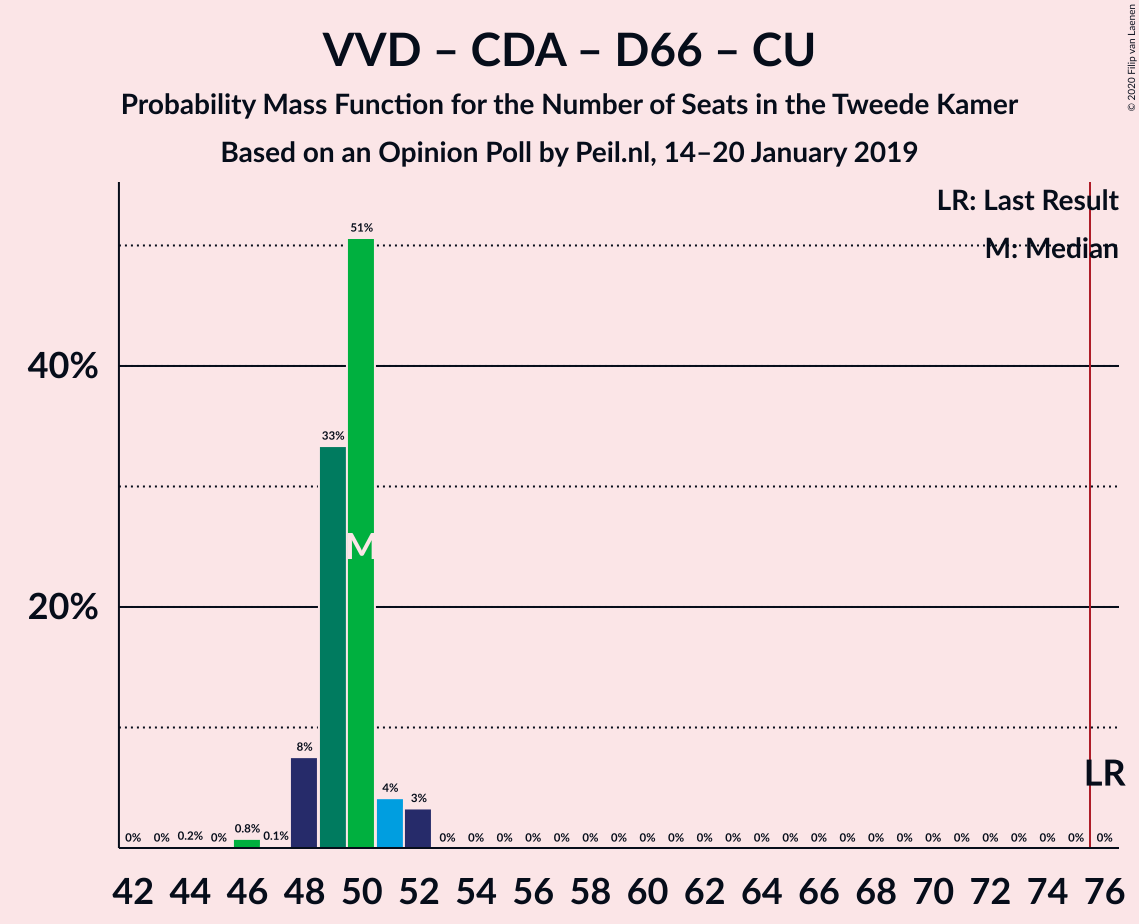 VVD – CDA – D66 – CU
Probability Mass Function for the Number of Seats in the Tweede Kamer
Based on an Opinion Poll by Peil.nl, 14–20 January 2019
© 2020 Filip van Laenen
LR: Last Result
M: Median
51%
40%
33%
M
20%
8%
LR
4%
3%
0% 0% 0.2% 0% 0.8% 0.1% 0% 0% 0% 0% 0% 0% 0% 0% 0% 0% 0% 0% 0% 0% 0% 0% 0% 0% 0% 0% 0% 0% 0% 0%
42 44 46 48 50 52 54 56 58 60 62 64 66 68 70 72 74 76